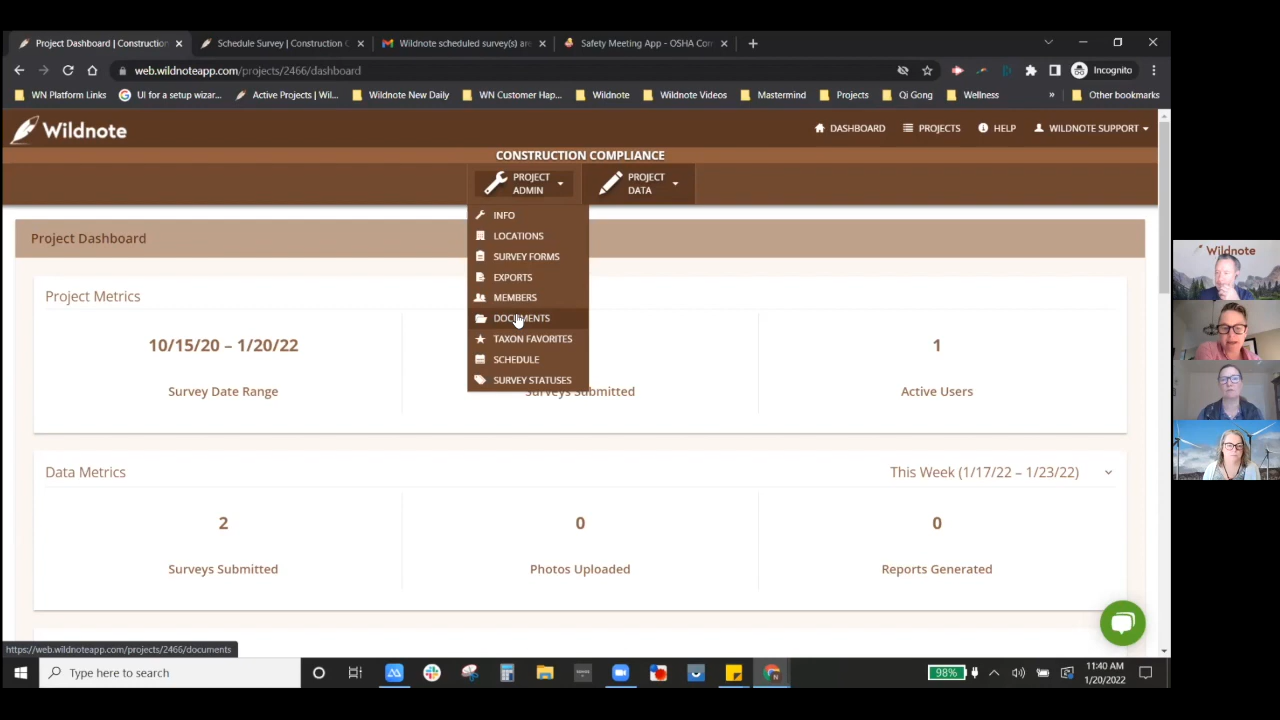 Project Dashboard | Construction
Schedule Survey | Construction C
Wildnote scheduled survey(s) are
Safety Meeting App - OSHA Com
web.wildnoteapp.com/projects/2466/dashboard
Incognito
WN Platform Links
UI for a setup wizar...
Active Projects | Wil...
Wildnote New Daily
WN Customer Hap...
Wildnote
Wildnote Videos
Mastermind
Projects
Qi Gong
Wellness
»
Other bookmarks
Wildnote
DASHBOARD
PROJECTS
HELP
WILDNOTE SUPPORT
CONSTRUCTION COMPLIANCE
PROJECT
ADMIN
PROJECT
DATA
INFO
LOCATIONS
SURVEY FORMS
EXPORTS
MEMBERS
DOCUMENTS
TAXON FAVORITES
SCHEDULE
SURVEY STATUSES
Project Dashboard
Project Metrics
10/15/20 – 1/20/22
Survey Date Range
Surveys Submitted
1
Active Users
Data Metrics
This Week (1/17/22 – 1/23/22)
2
Surveys Submitted
0
Photos Uploaded
0
Reports Generated
https://web.wildnoteapp.com/projects/2466/documents
Type here to search
98%
11:40 AM
1/20/2022
Wildnote